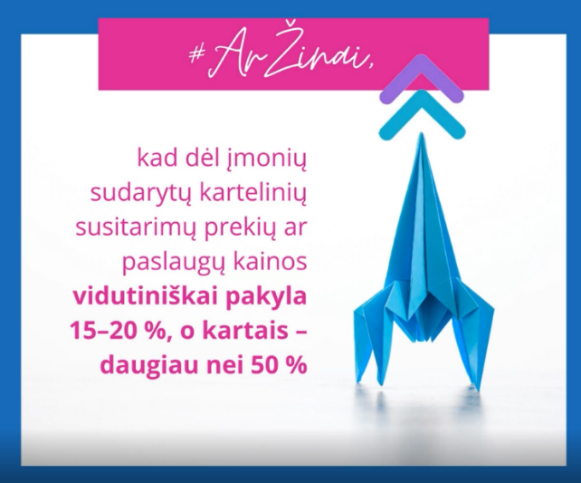 #ArŽinai,
kad dėl įmonių
sudarytų kartelinių
susitarimų prekių ar
paslaugų kainos
vidutiniškai pakyla
15–20 %, o kartais –
daugiau nei 50 %